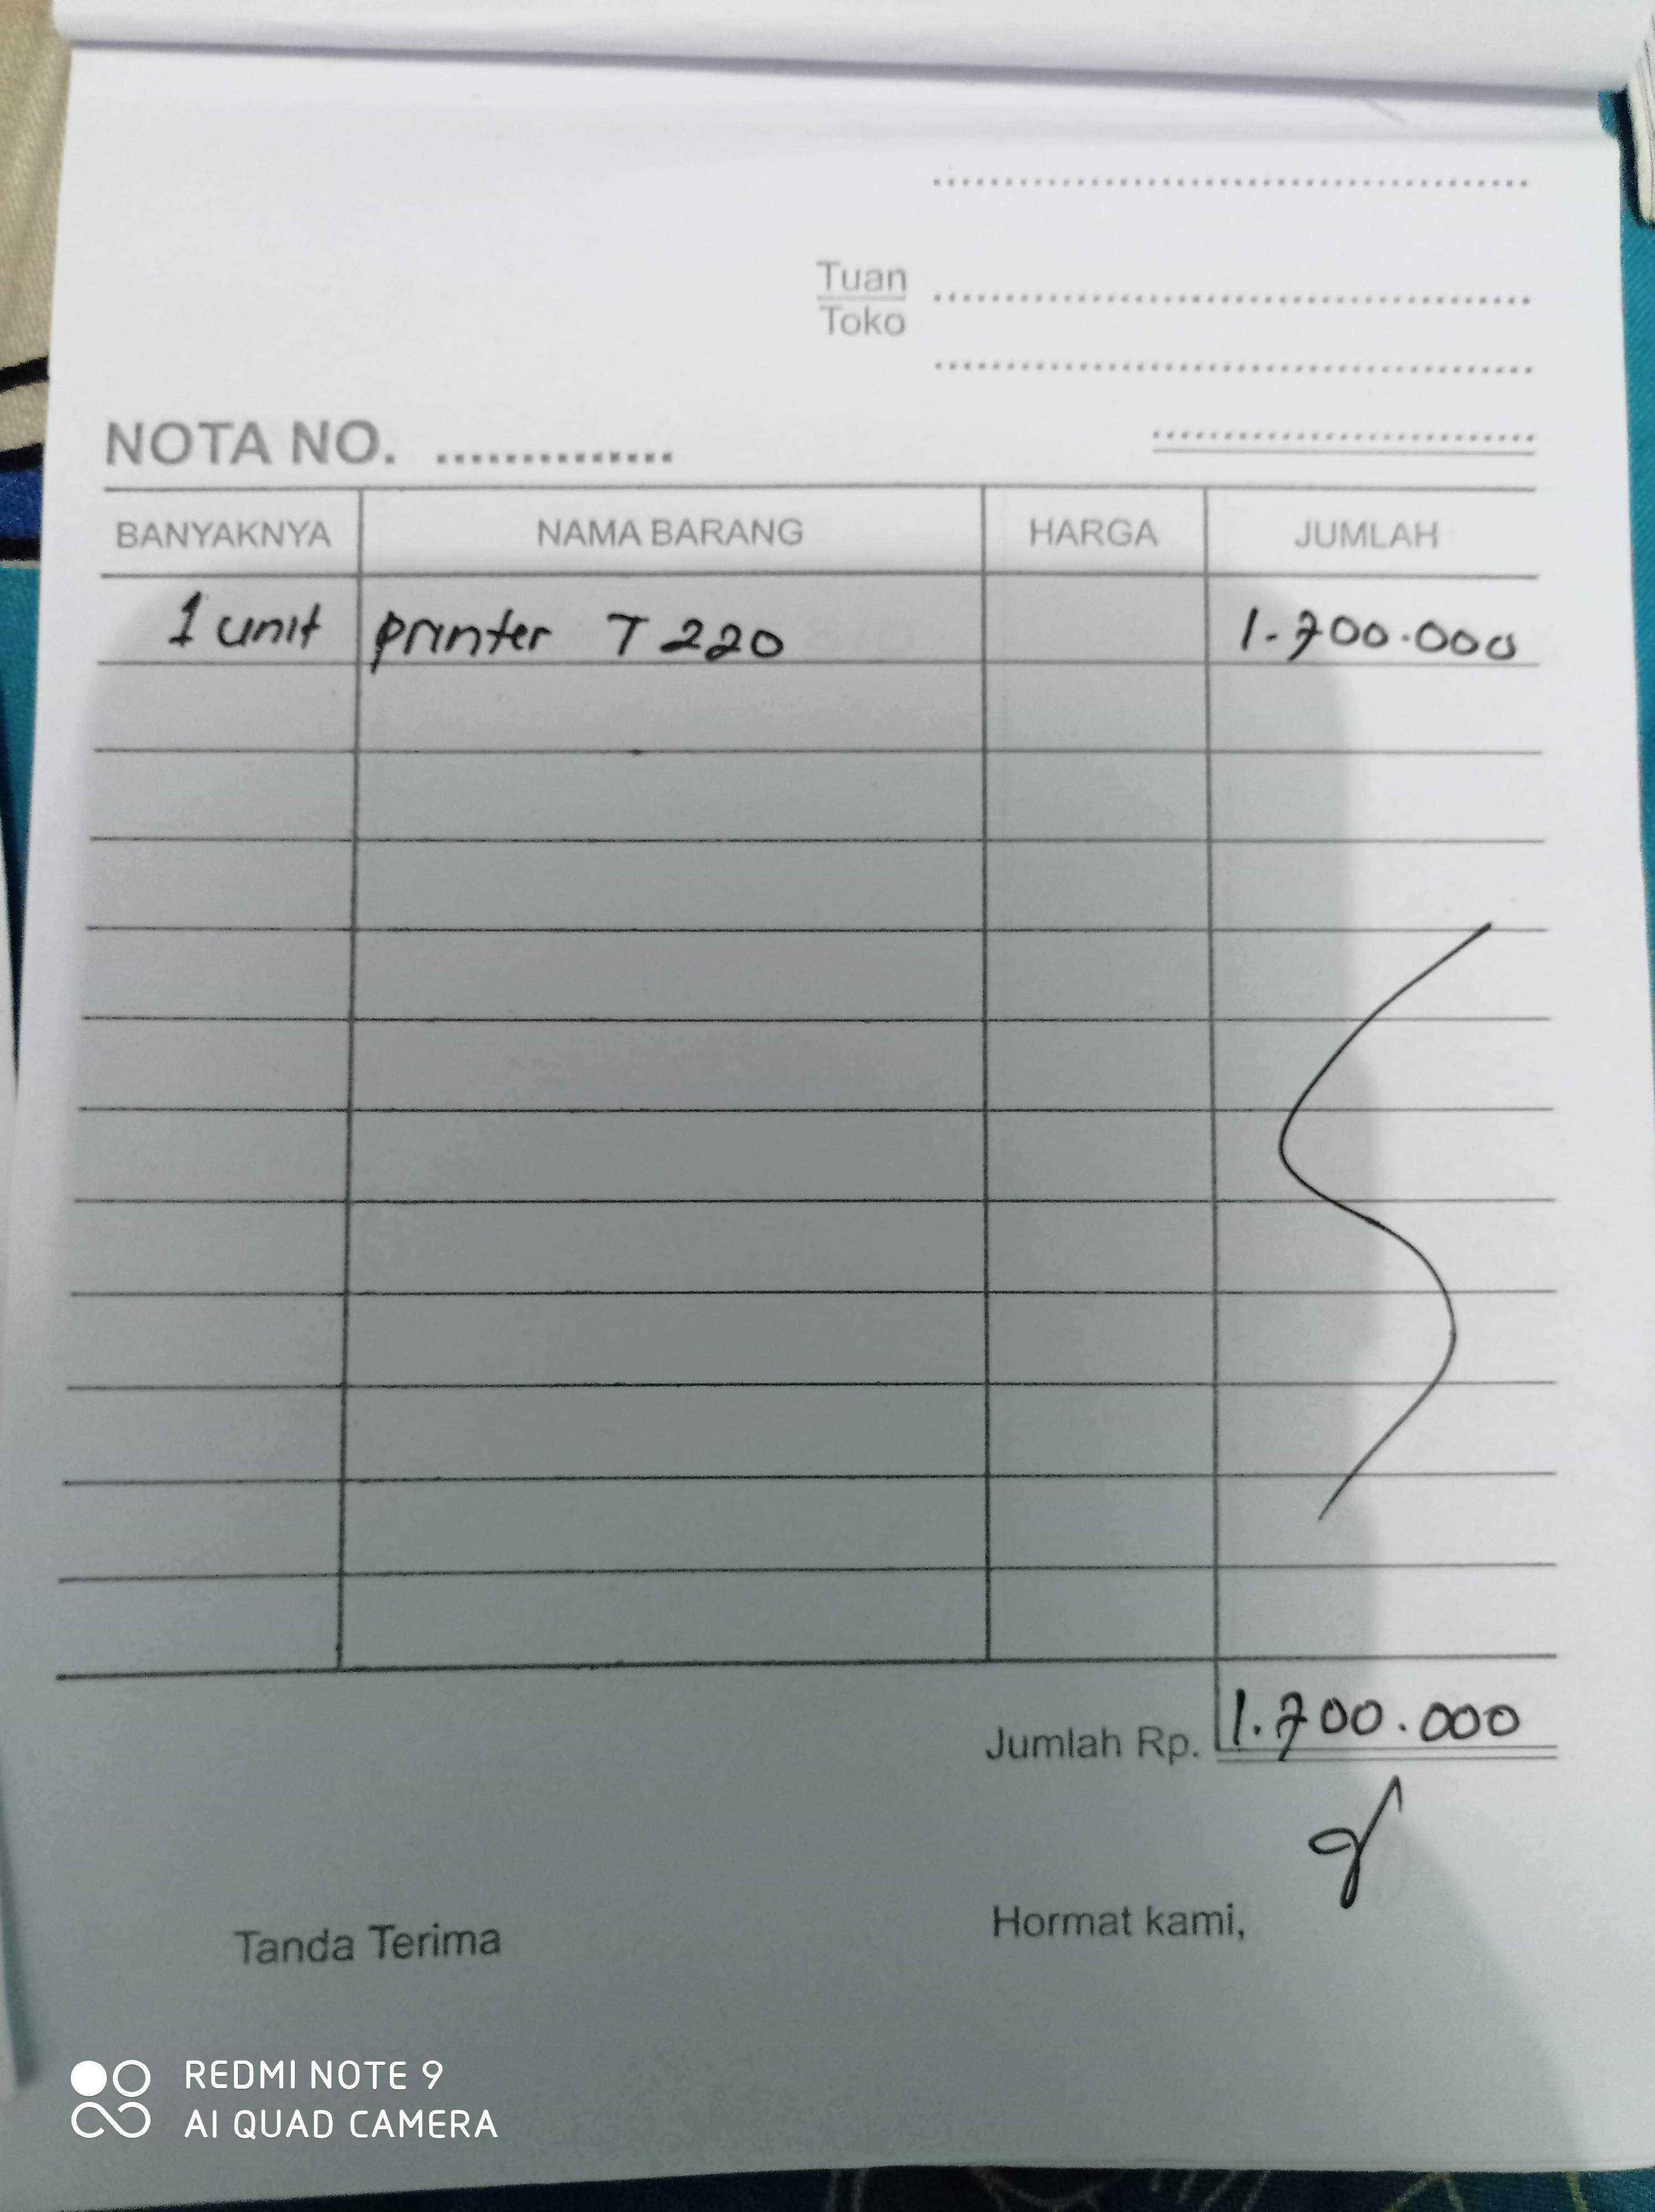 Tuan
Toko
NOTA NO. ..............
BANYAKNYA NAMA BARANG HARGA JUMLAH
1 unit printer T 220 1.700.000
Jumlah Rp. 1.700.000
Tanda Terima Hormat kami,
REDMI NOTE 9
AI QUAD CAMERA